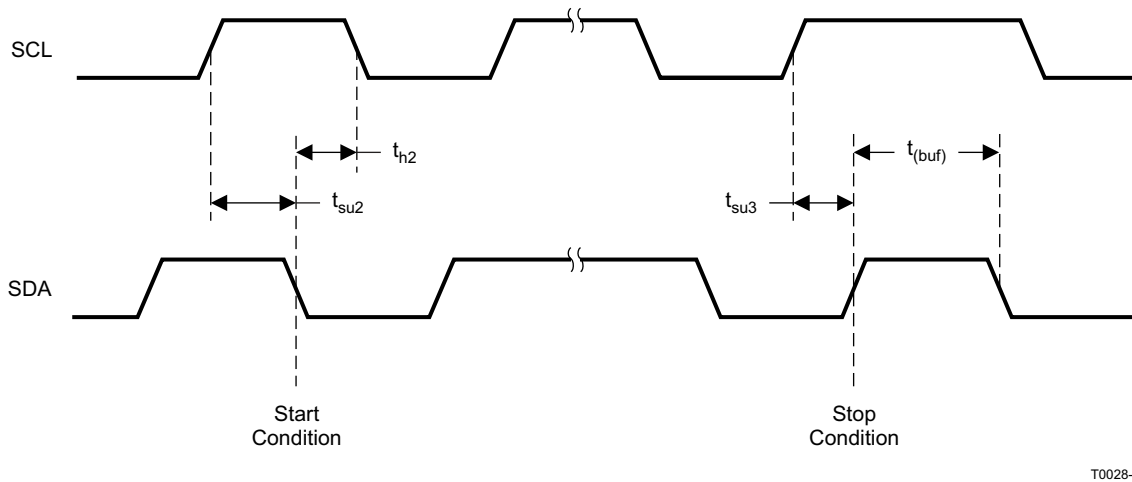 SCL
t_h2
t_(buf)
t_su2
t_su3
SDA
Start
Condition
Stop
Condition
T0028-